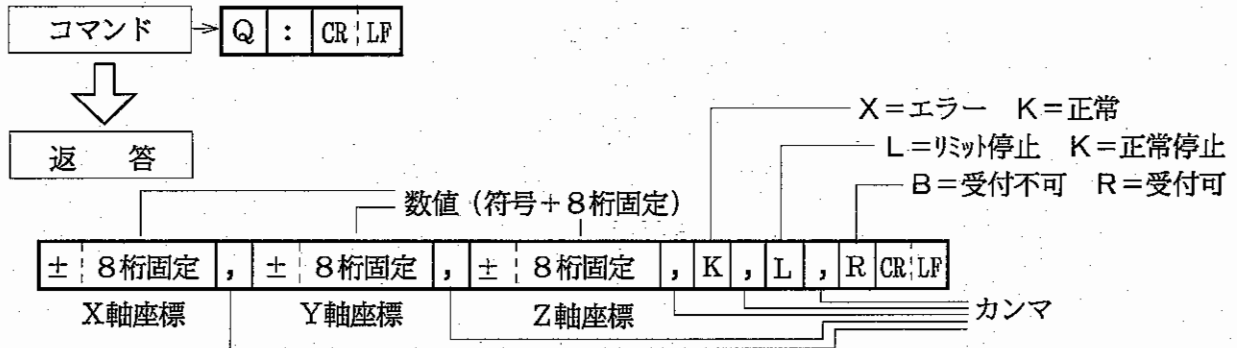 コマンド Q : CR LF
X=エラー K=正常
返 答
L=リミット停止 K=正常停止
B=受付不可 R=受付可
数値(符号+8桁固定)
± 8桁固定 , ± 8桁固定 , ± 8桁固定 , K , L , R CR LF
X軸座標 Y軸座標 Z軸座標 カンマ